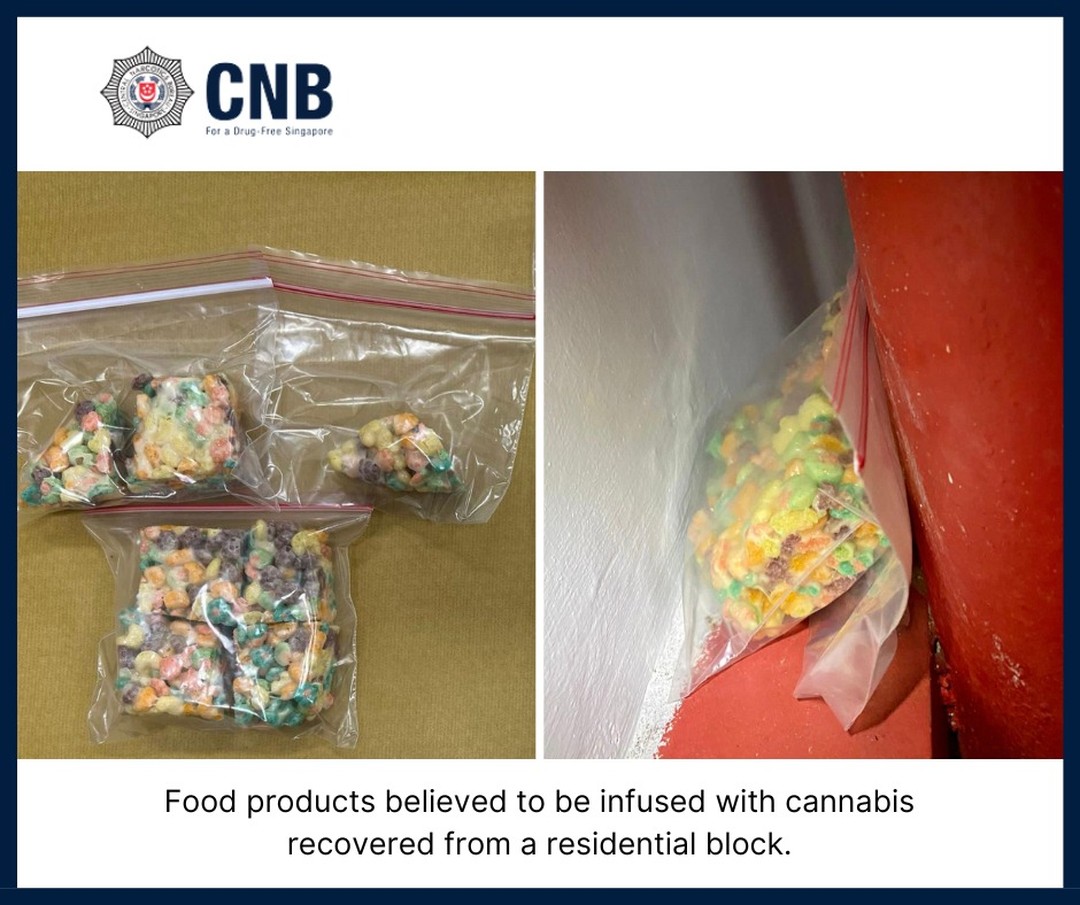 CENTRAL NARCOTICS BUREAU
SINGAPORE
CNB
For a Drug-Free Singapore
Food products believed to be infused with cannabis
recovered from a residential block.